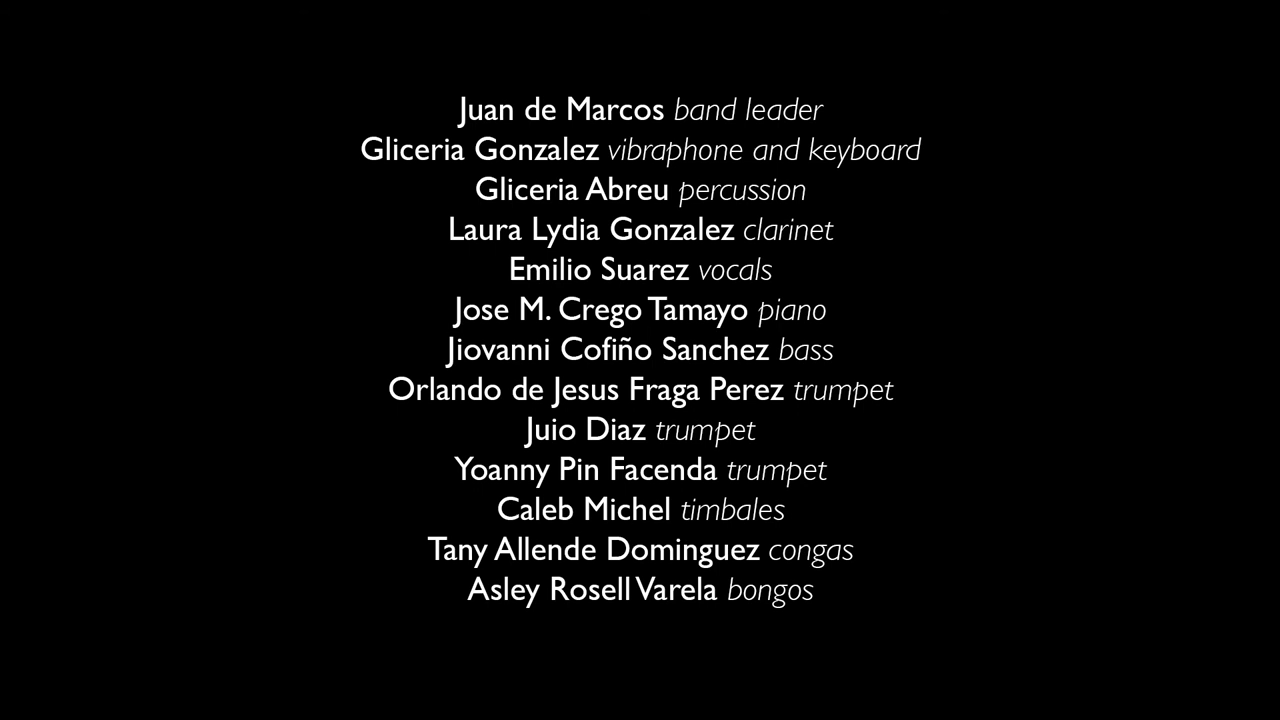 Juan de Marcos band leader
Gliceria Gonzalez vibraphone and keyboard
Gliceria Abreu percussion
Laura Lydia Gonzalez clarinet
Emilio Suarez vocals
Jose M. Crego Tamayo piano
Jiovanni Cofiño Sanchez bass
Orlando de Jesus Fraga Perez trumpet
Juio Diaz trumpet
Yoanny Pin Facenda trumpet
Caleb Michel timbales
Tany Allende Dominguez congas
Asley Rosell Varela bongos